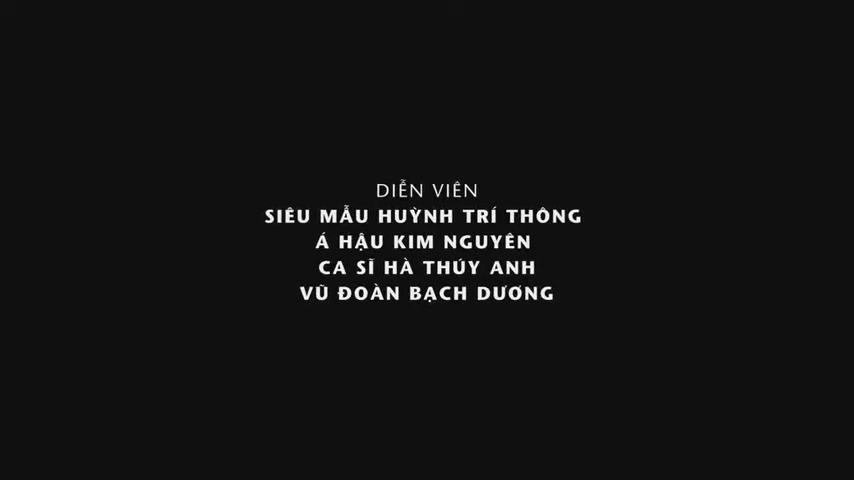 DIỄN VIÊN
SIÊU MẪU HUỲNH TRÍ THÔNG
Á HẬU KIM NGUYÊN
CA SĨ HÀ THÚY ANH
VŨ ĐOÀN BẠCH DƯƠNG